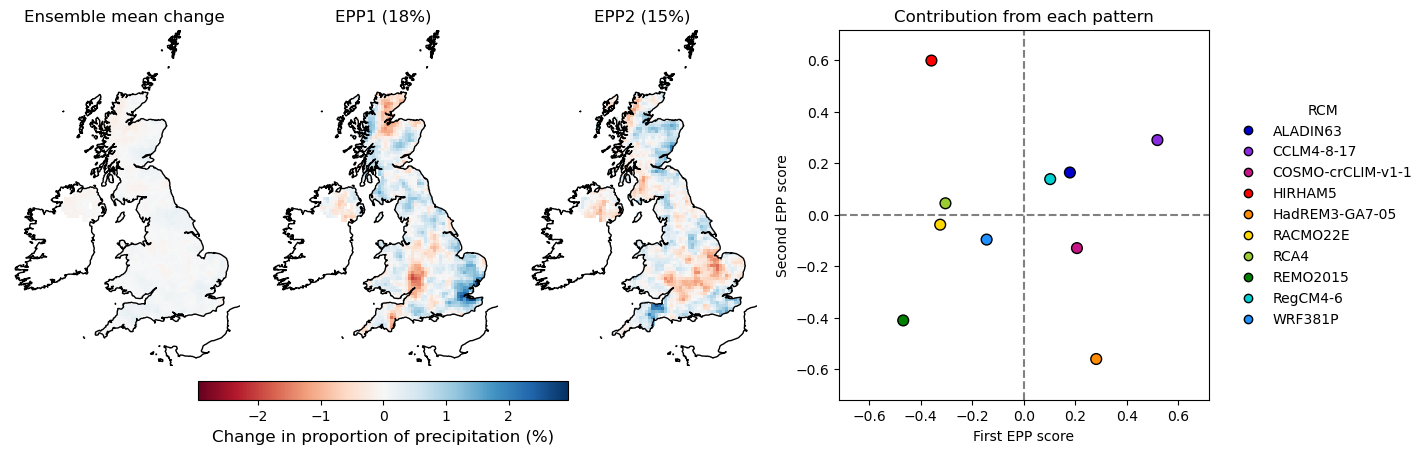 Ensemble mean change
EPP1 (18%)
EPP2 (15%)
Contribution from each pattern
−2
−1
0
1
2
Change in proportion of precipitation (%)
Second EPP score
0.6
0.4
0.2
0.0
−0.2
−0.4
−0.6
−0.6
−0.4
−0.2
0.0
0.2
0.4
0.6
First EPP score
RCM
ALADIN63
CCLM4-8-17
COSMO-crCLIM-v1-1
HIRHAM5
HadREM3-GA7-05
RACMO22E
RCA4
REMO2015
RegCM4-6
WRF381P